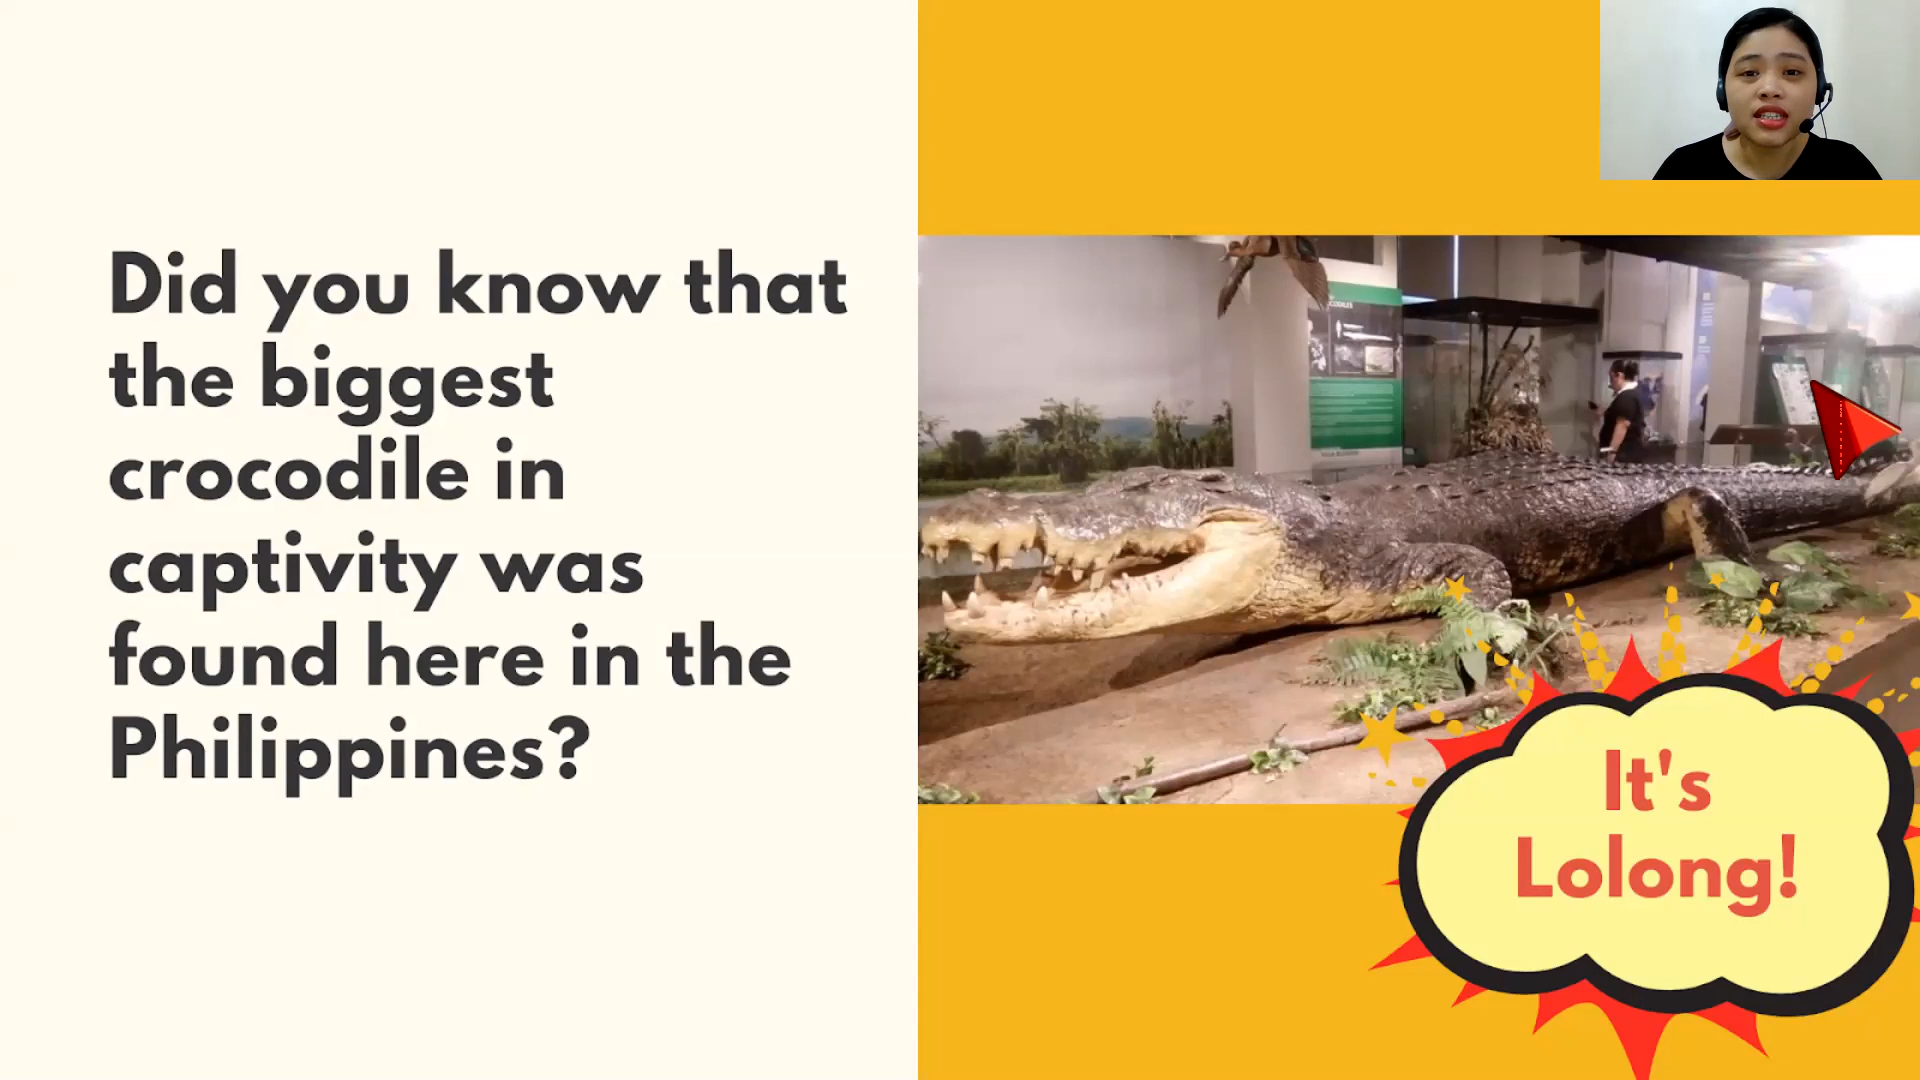 Did you know that
the biggest
crocodile in
captivity was
found here in the
Philippines?
It's
Lolong!